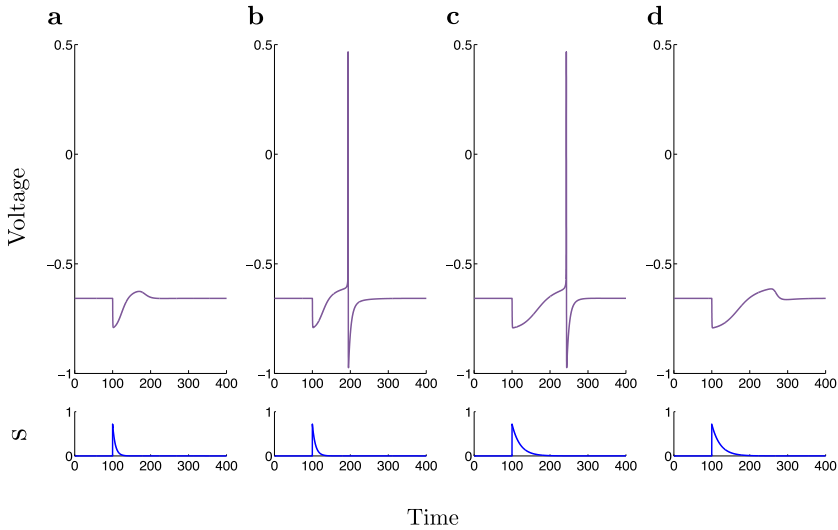 a b c d
Voltage
0.5 0.5 0.5 0.5
0 0 0 0
−0.5 −0.5 −0.5 −0.5
−1 −1 −1 −1
0 100 200 300 400 0 100 200 300 400 0 100 200 300 400 0 100 200 300 400
S
1 1 1 1
0 0 0 0
0 100 200 300 400 0 100 200 300 400 0 100 200 300 400 0 100 200 300 400
Time